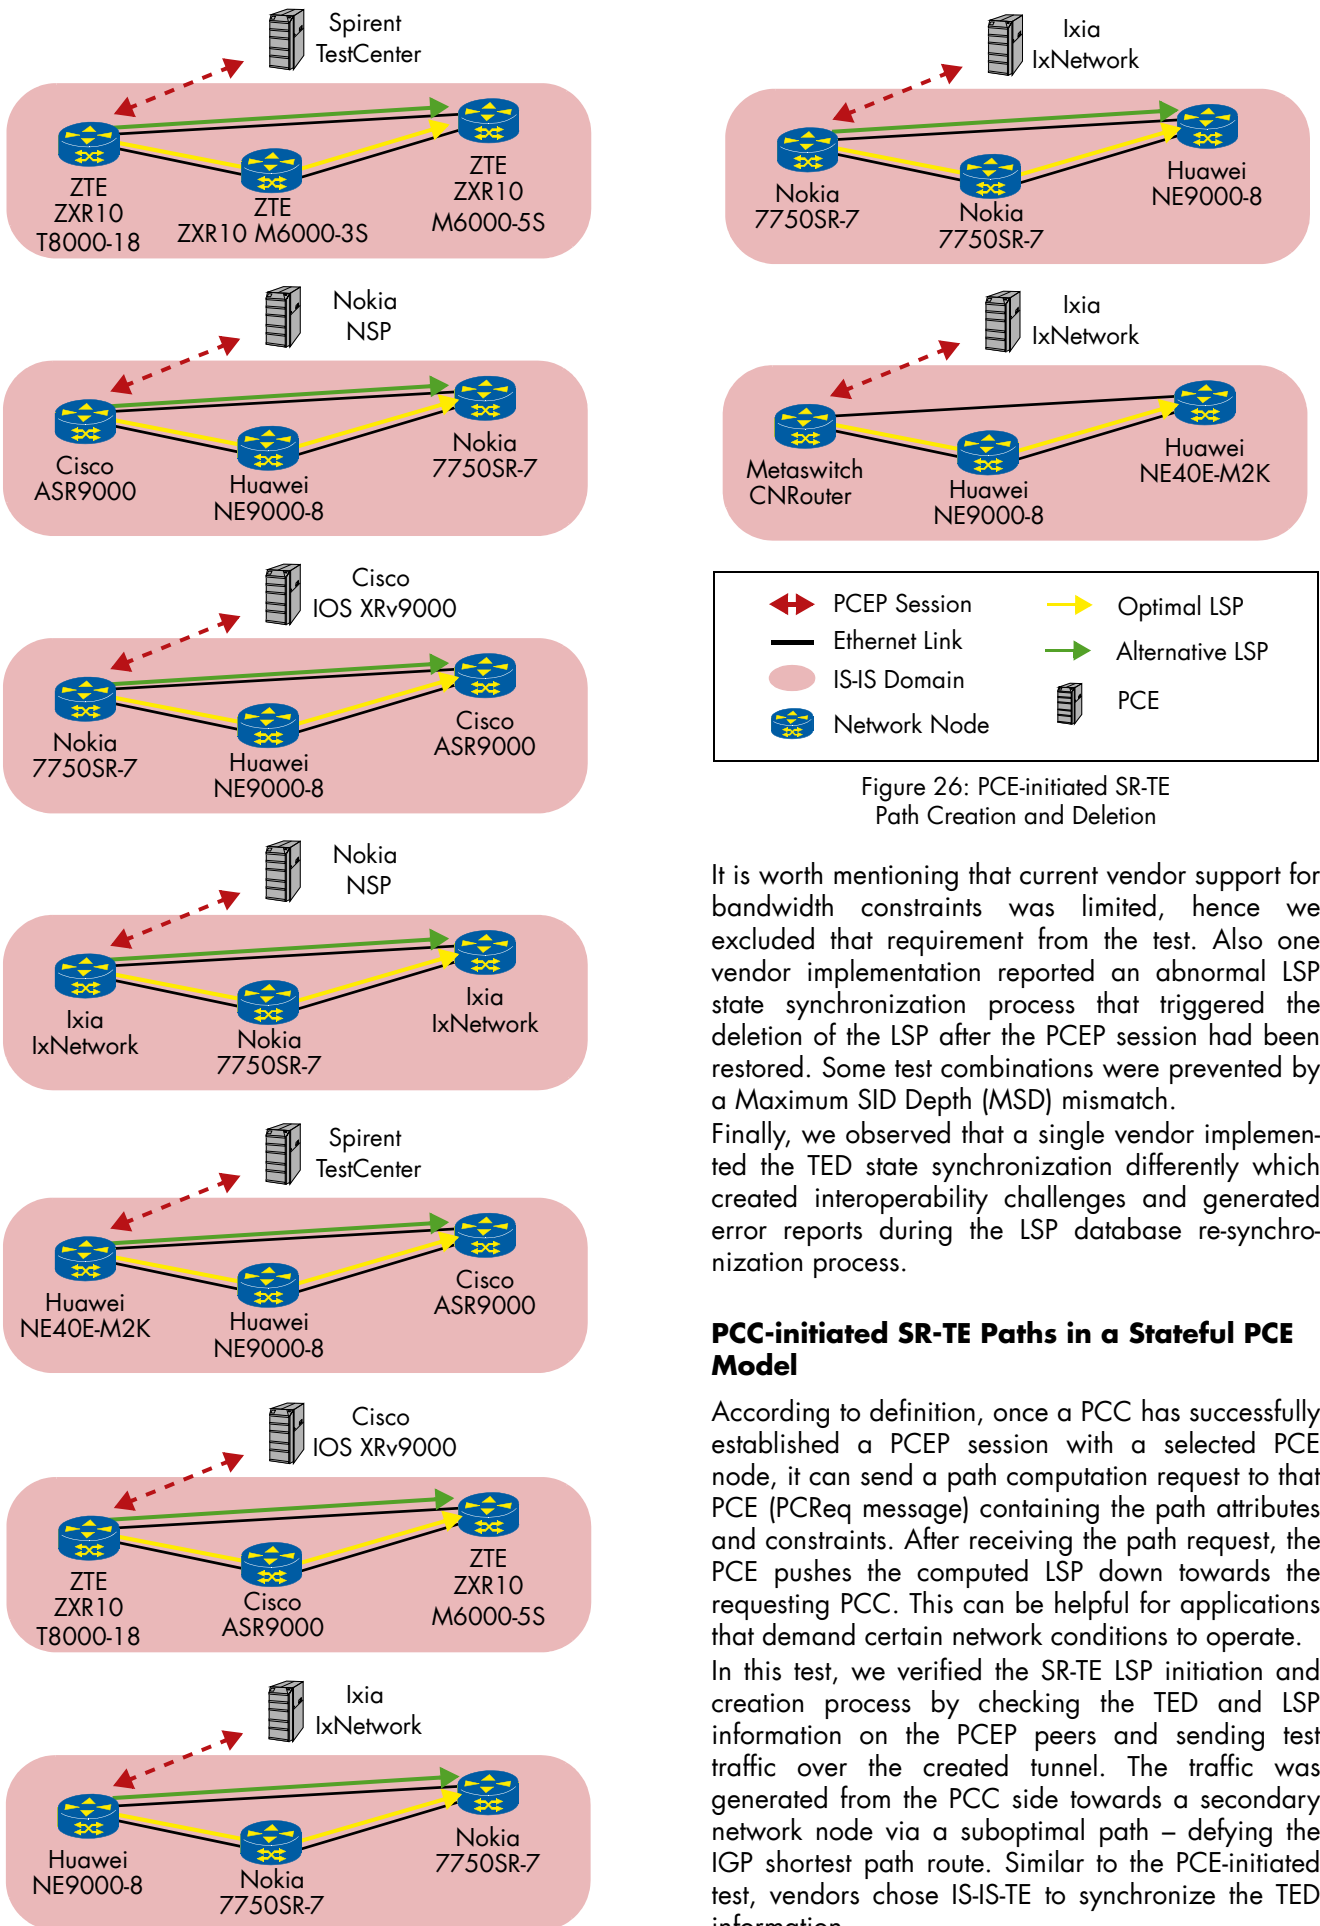 Spirent
TestCenter
ZTE
ZXR10
T8000-18
ZTE
ZXR10 M6000-3S
ZTE
ZXR10
M6000-5S
Nokia
NSP
Cisco
ASR9000
Huawei
NE9000-8
Nokia
7750SR-7
Cisco
IOS XRv9000
Nokia
7750SR-7
Huawei
NE9000-8
Cisco
ASR9000
Nokia
NSP
Ixia
IxNetwork
Nokia
7750SR-7
Ixia
IxNetwork
Spirent
TestCenter
Huawei
NE40E-M2K
Huawei
NE9000-8
Cisco
ASR9000
Cisco
IOS XRv9000
ZTE
ZXR10
T8000-18
Cisco
ASR9000
ZTE
ZXR10
M6000-5S
Ixia
IxNetwork
Huawei
NE9000-8
Nokia
7750SR-7
Nokia
7750SR-7
Ixia
IxNetwork
Nokia
7750SR-7
Nokia
7750SR-7
Huawei
NE9000-8
Ixia
IxNetwork
Metaswitch
CNRouter
Huawei
NE9000-8
Huawei
NE40E-M2K
PCEP Session
Ethernet Link
IS-IS Domain
Network Node
Optimal LSP
Alternative LSP
PCE
Figure 26: PCE-initiated SR-TE
Path Creation and Deletion
It is worth mentioning that current vendor support for
bandwidth constraints was limited, hence we
excluded that requirement from the test. Also one
vendor implementation reported an abnormal LSP
state synchronization process that triggered the
deletion of the LSP after the PCEP session had been
restored. Some test combinations were prevented by
a Maximum SID Depth (MSD) mismatch.
Finally, we observed that a single vendor implemen-
ted the TED state synchronization differently which
created interoperability challenges and generated
error reports during the LSP database re-synchro-
nization process.
PCC-initiated SR-TE Paths in a Stateful PCE
Model
According to definition, once a PCC has successfully
established a PCEP session with a selected PCE
node, it can send a path computation request to that
PCE (PCReq message) containing the path attributes
and constraints. After receiving the path request, the
PCE pushes the computed LSP down towards the
requesting PCC. This can be helpful for applications
that demand certain network conditions to operate.
In this test, we verified the SR-TE LSP initiation and
creation process by checking the TED and LSP
information on the PCEP peers and sending test
traffic over the created tunnel. The traffic was
generated from the PCC side towards a secondary
network node via a suboptimal path – defying the
IGP shortest path route. Similar to the PCE-initiated
test, vendors chose IS-IS-TE to synchronize the TED
information.